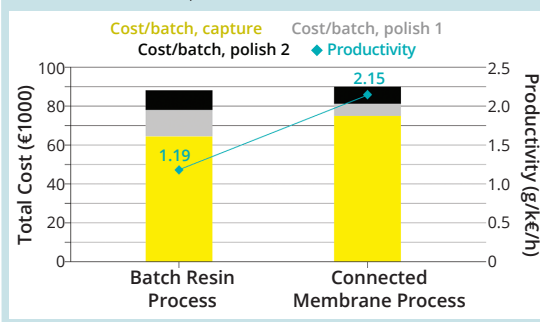 Cost/batch, capture Cost/batch, polish 1
Cost/batch, polish 2 ◆ Productivity
100
80
60
40
20
0
Total Cost (€1000)
1.19
2.15
2.5
2.0
1.5
1.0
0.5
0
Productivity (g/k€/h)
Batch Resin
Process
Connected
Membrane Process